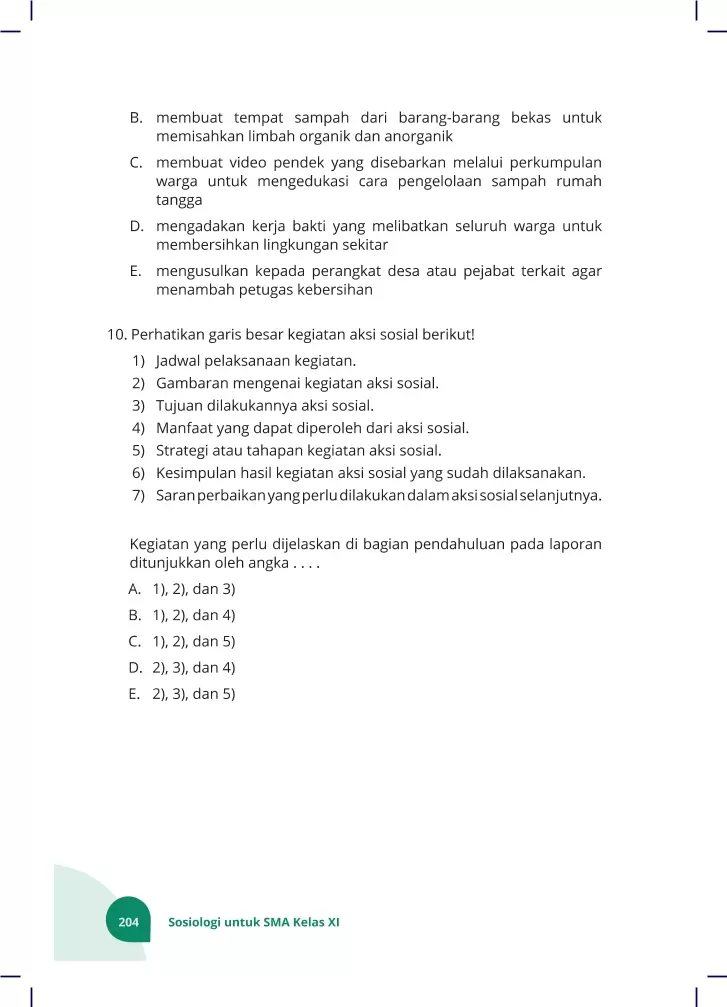 B. membuat tempat sampah dari barang-barang bekas untuk
memisahkan limbah organik dan anorganik
C. membuat video pendek yang disebarkan melalui perkumpulan
warga untuk mengedukasi cara pengelolaan sampah rumah
tangga
D. mengadakan kerja bakti yang melibatkan seluruh warga untuk
membersihkan lingkungan sekitar
E. mengusulkan kepada perangkat desa atau pejabat terkait agar
menambah petugas kebersihan
10. Perhatikan garis besar kegiatan aksi sosial berikut!
1) Jadwal pelaksanaan kegiatan.
2) Gambaran mengenai kegiatan aksi sosial.
3) Tujuan dilakukannya aksi sosial.
4) Manfaat yang dapat diperoleh dari aksi sosial.
5) Strategi atau tahapan kegiatan aksi sosial.
6) Kesimpulan hasil kegiatan aksi sosial yang sudah dilaksanakan.
7) Saran perbaikan yang perlu dilakukan dalam aksi sosial selanjutnya.
Kegiatan yang perlu dijelaskan di bagian pendahuluan pada laporan
ditunjukkan oleh angka . . . .
A. 1), 2), dan 3)
B. 1), 2), dan 4)
C. 1), 2), dan 5)
D. 2), 3), dan 4)
E. 2), 3), dan 5)
204 Sosiologi untuk SMA Kelas XI